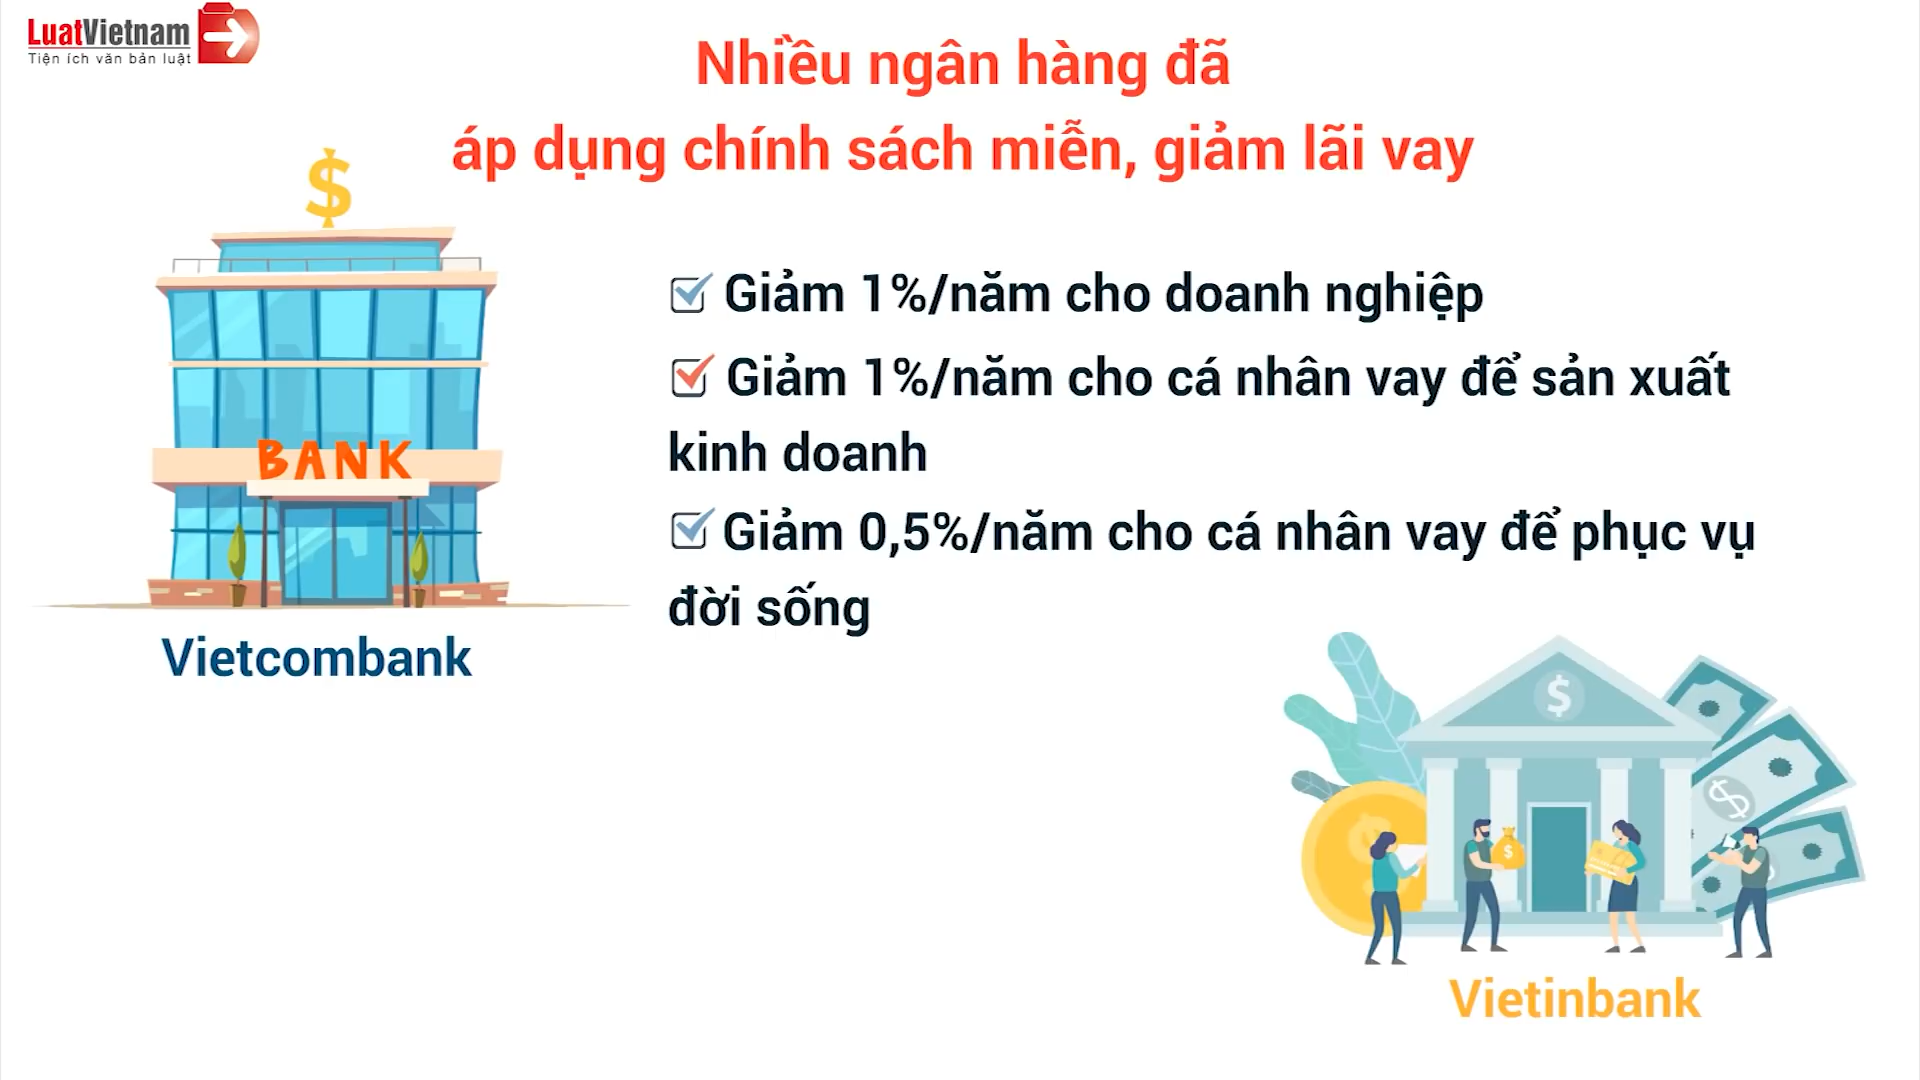 LuatVietnam
Tiện ích văn bản luật
Nhiều ngân hàng đã
áp dụng chính sách miễn, giảm lãi vay
$
BANK
Vietcombank
Giảm 1%/năm cho doanh nghiệp
Giảm 1%/năm cho cá nhân vay để sản xuất
kinh doanh
Giảm 0,5%/năm cho cá nhân vay để phục vụ
đời sống
$
$
$
$
Vietinbank